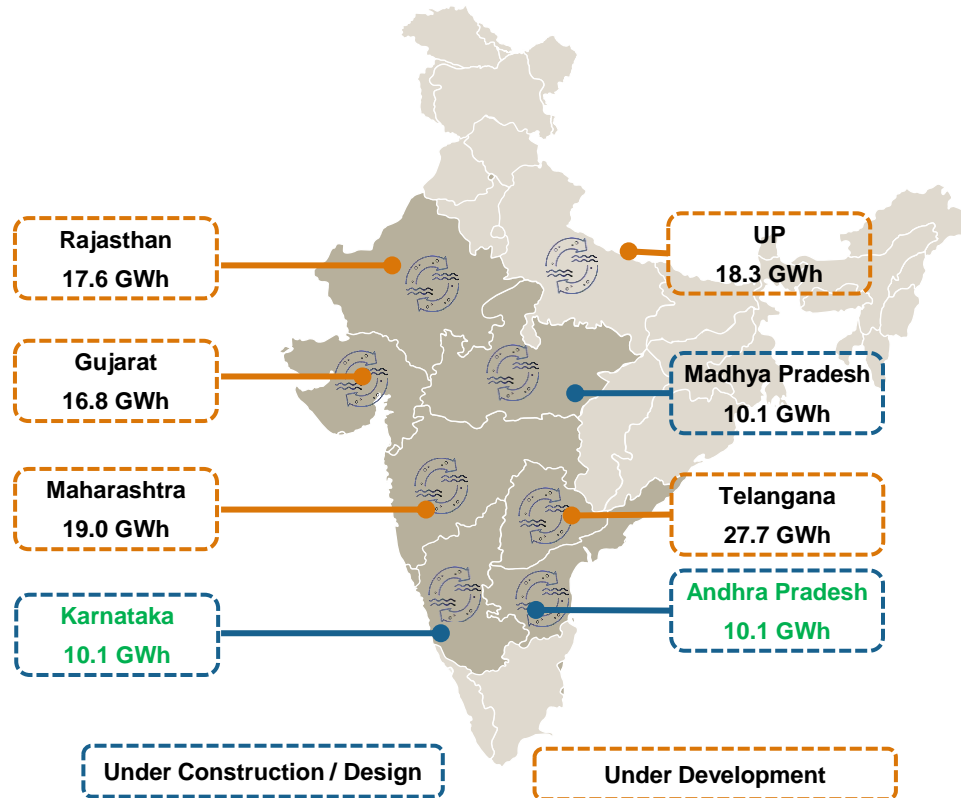 Rajasthan
17.6 GWh
UP
18.3 GWh
Gujarat
16.8 GWh
Madhya Pradesh
10.1 GWh
Maharashtra
19.0 GWh
Telangana
27.7 GWh
Karnataka
10.1 GWh
Andhra Pradesh
10.1 GWh
Under Construction / Design
Under Development